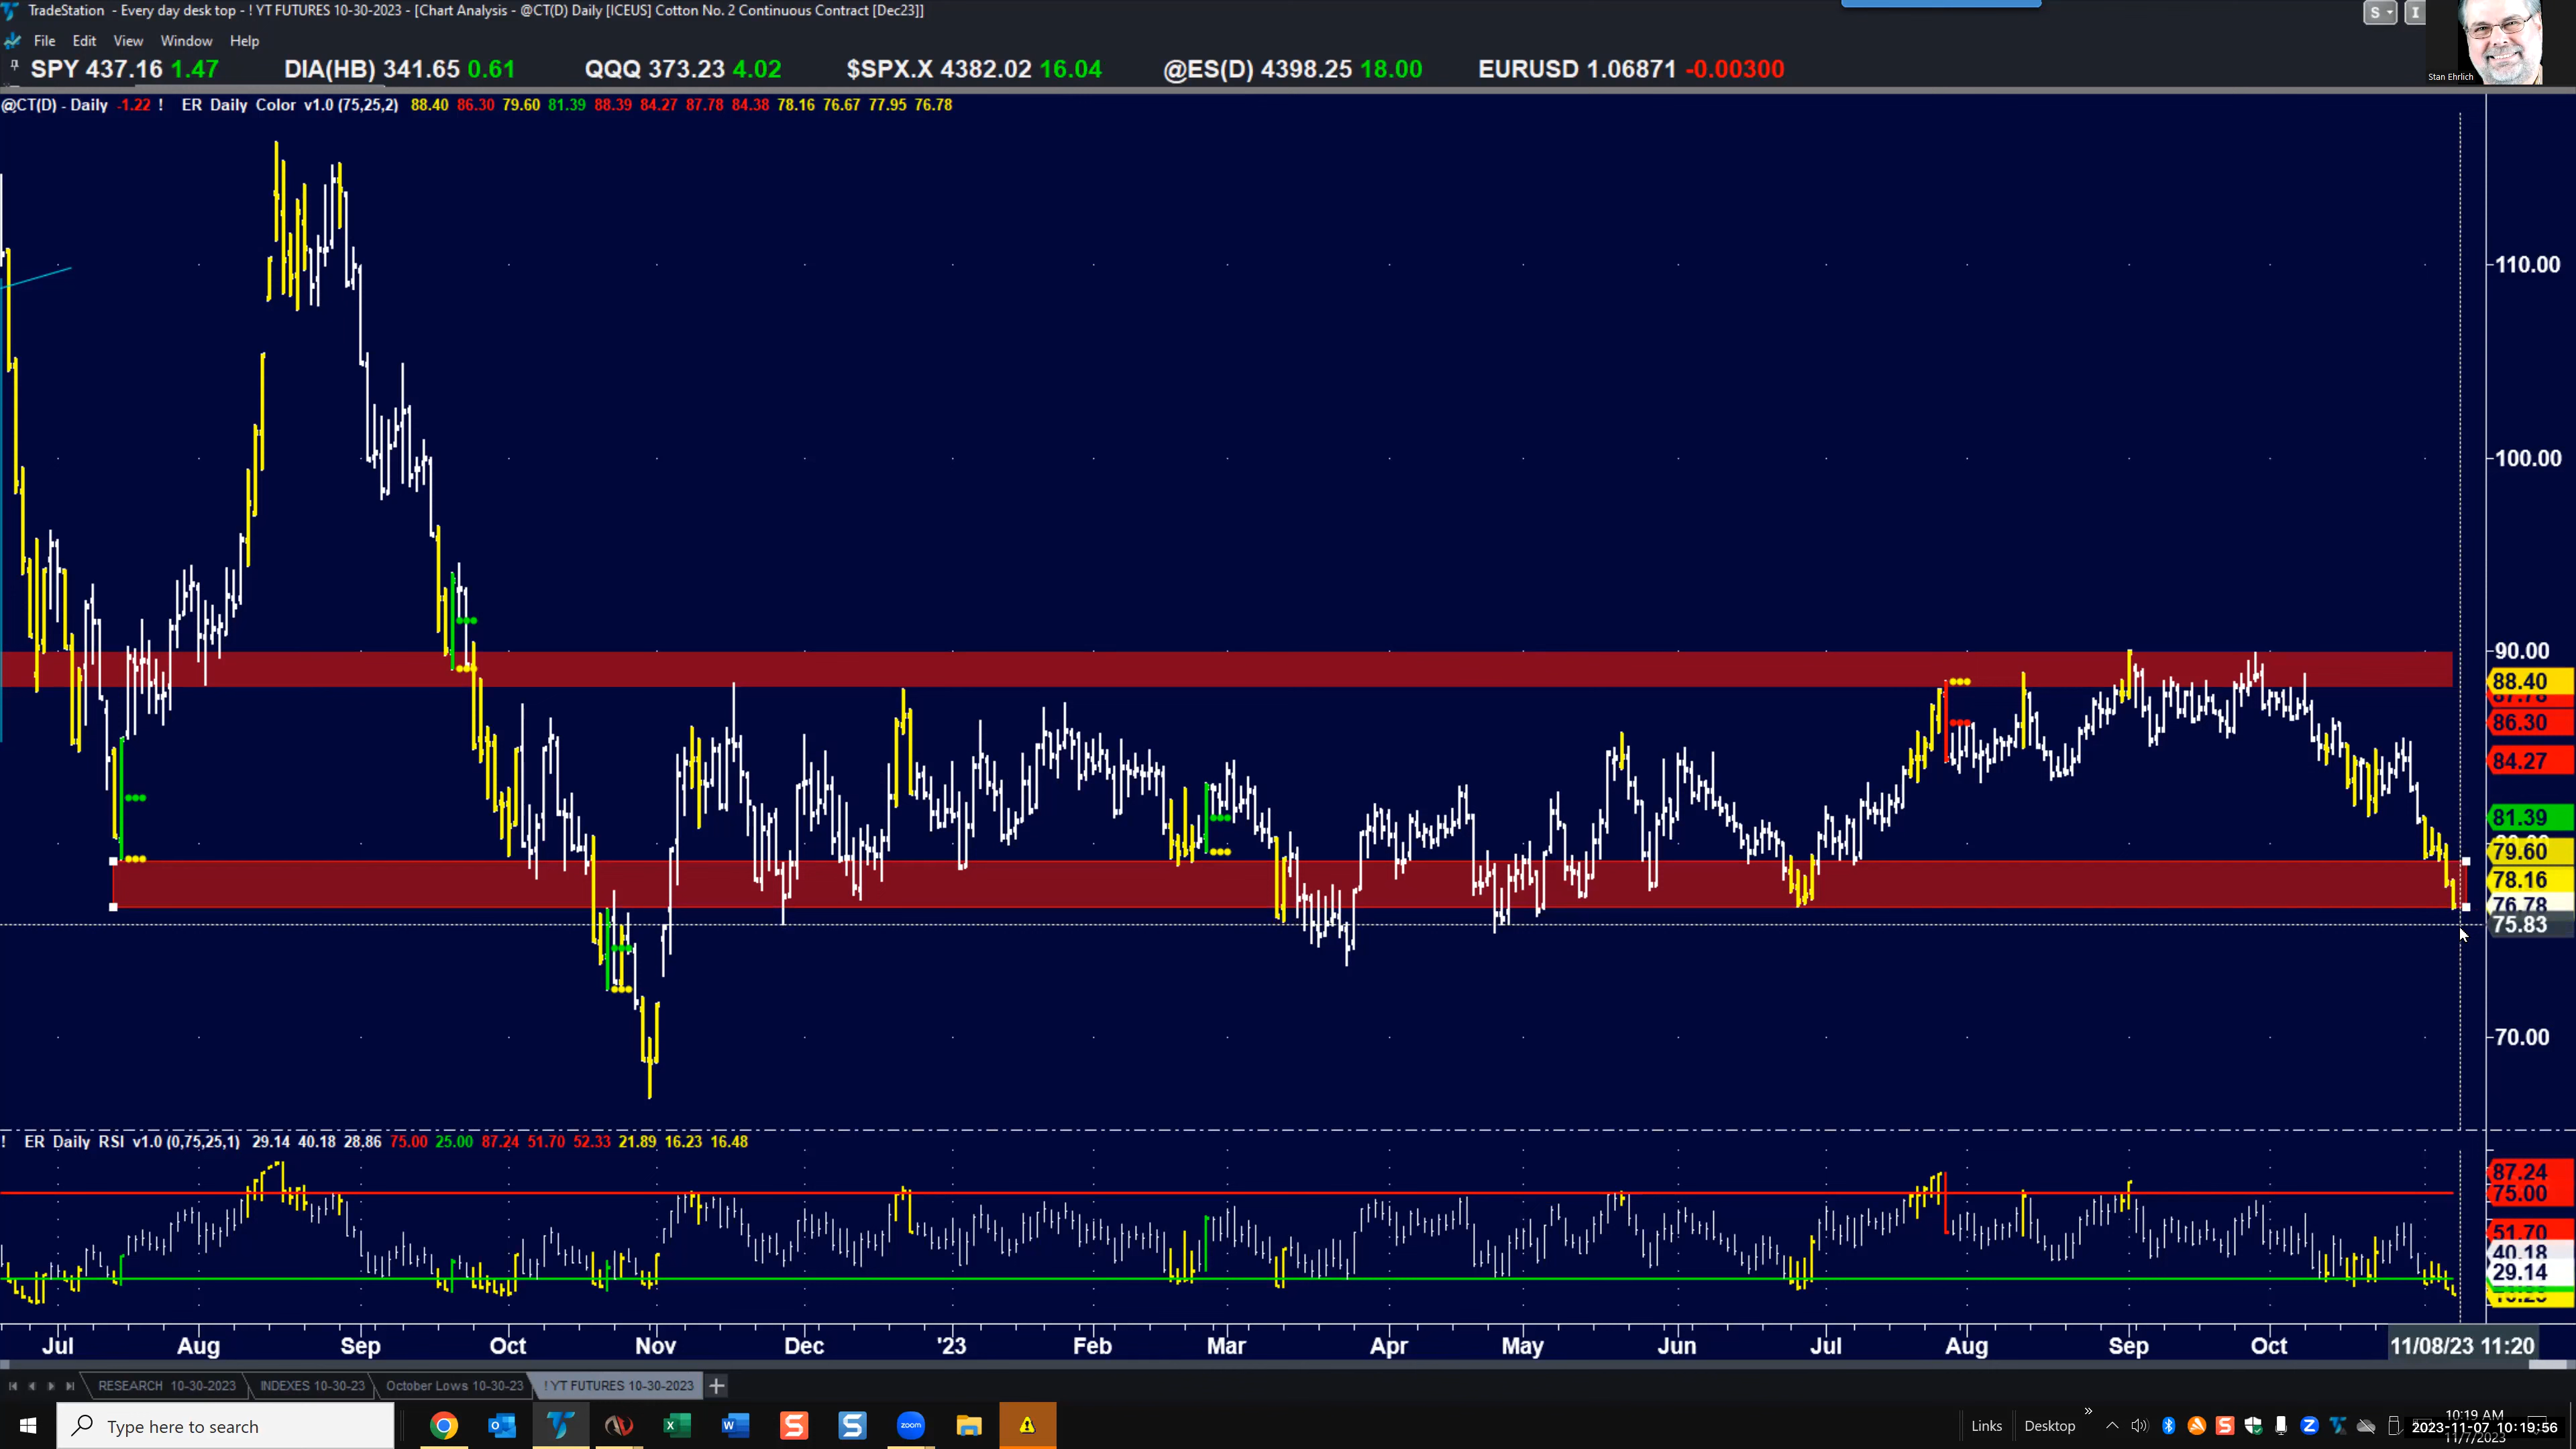 TradeStation - Every day desk top - ! YT FUTURES 10-30-2023 - [Chart Analysis - @CT(D) Daily [ICEUS] Cotton No. 2 Continuous Contract [Dec23]]
S I
File Edit View Window Help
SPY 437.16 1.47 DIA(HB) 341.65 0.61 QQQ 373.23 4.02 $SPX.X 4382.02 16.04 @ES(D) 4398.25 18.00 EURUSD 1.06871 -0.00300
Stan Ehrlich
@CT(D) - Daily -1.22 ! ER Daily Color v1.0 (75,25,2) 88.40 86.30 79.60 81.39 88.39 84.27 87.78 84.38 78.16 76.67 77.95 76.78
110.00
100.00
90.00
88.40
87.78
86.30
84.27
81.39
79.60
78.16
76.78
75.83
70.00
! ER Daily RSI v1.0 (0,75,25,1) 29.14 40.18 28.86 75.00 25.00 87.24 51.70 52.33 21.89 16.23 16.48
87.24
75.00
51.70
40.18
29.14
Jul Aug Sep Oct Nov Dec '23 Feb Mar Apr May Jun Jul Aug Sep Oct 11/08/23 11:20
RESEARCH 10-30-2023 INDEXES 10-30-23 October Lows 10-30-23 ! YT FUTURES 10-30-2023 +
Type here to search
zoom
Links Desktop »
10:19 AM
2023-11-07 10:19:56
11/7/2023